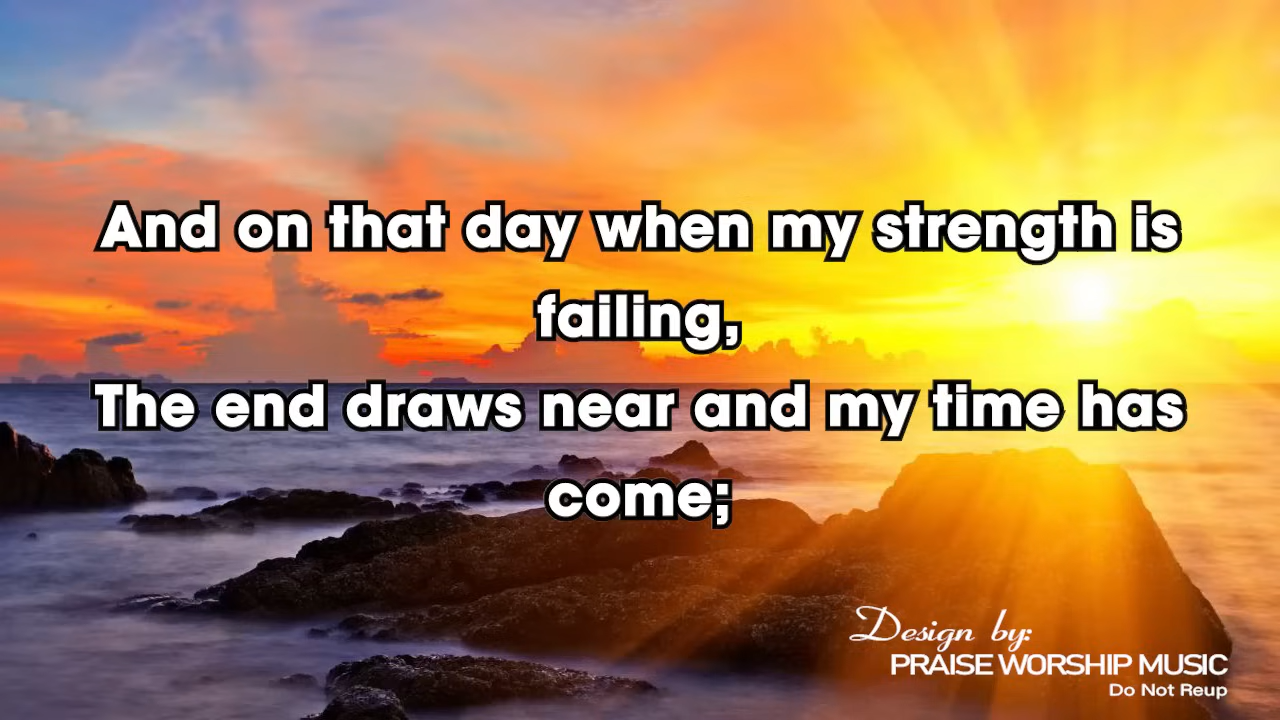 And on that day when my strength is
failing,
The end draws near and my time has
come;
Design by:
PRAISE WORSHIP MUSIC
Do Not Reup